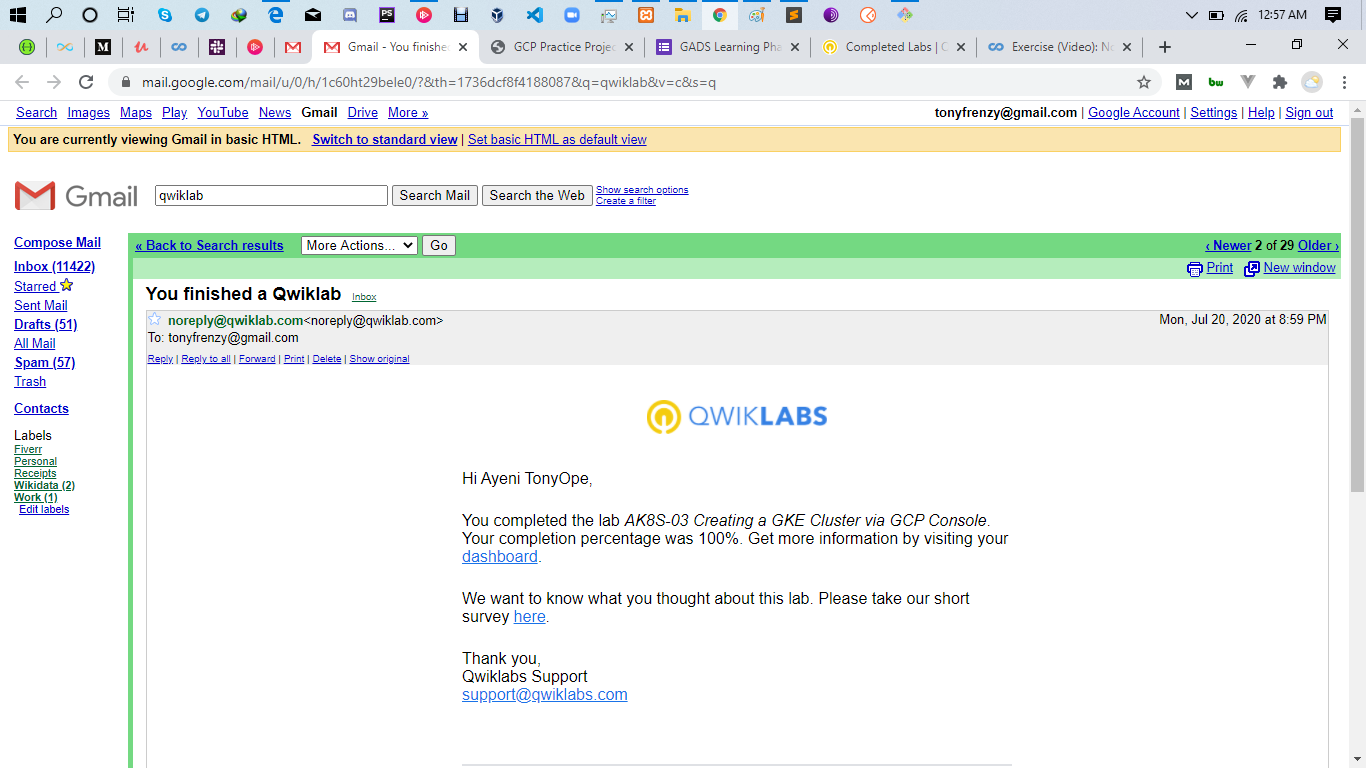 12:57 AM
Gmail - You finishe
GCP Practice Projec
GADS Learning Pha
Completed Labs | C
Exercise (Video): No
mail.google.com/mail/u/0/h/1c60ht29bele0/?&th=1736dcf8f4188087&q=qwiklab&v=c&s=q
Search Images Maps Play YouTube News Gmail Drive More »
tonyfrenzy@gmail.com | Google Account | Settings | Help | Sign out
You are currently viewing Gmail in basic HTML. Switch to standard view | Set basic HTML as default view
Gmail
qwiklab
Search Mail
Search the Web
Show search options
Create a filter
Compose Mail
Inbox (11422)
Starred
Sent Mail
Drafts (51)
All Mail
Spam (57)
Trash
Contacts
Labels
Fiverr
Personal
Receipts
Wikidata (2)
Work (1)
Edit labels
« Back to Search results
More Actions...
Go
‹ Newer 2 of 29 Older ›
Print
New window
You finished a Qwiklab Inbox
noreply@qwiklab.com<noreply@qwiklab.com>
Mon, Jul 20, 2020 at 8:59 PM
To: tonyfrenzy@gmail.com
Reply | Reply to all | Forward | Print | Delete | Show original
QWIKLABS
Hi Ayeni TonyOpe,
You completed the lab AK8S-03 Creating a GKE Cluster via GCP Console.
Your completion percentage was 100%. Get more information by visiting your
dashboard.
We want to know what you thought about this lab. Please take our short
survey here.
Thank you,
Qwiklabs Support
support@qwiklabs.com